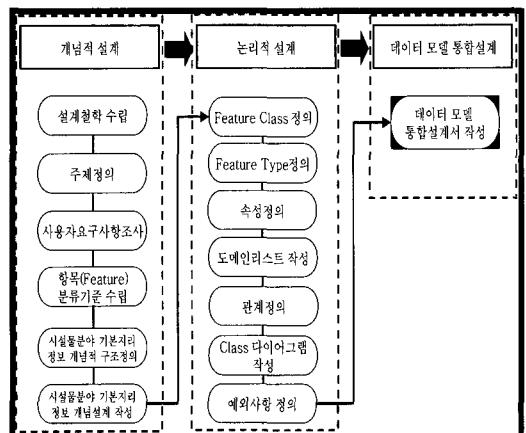 개념적 설계
논리적 설계
데이터 모델 통합설계
설계철학 수립
주제정의
사용자요구사항조사
항목(Feature)
분류기준 수립
시설물분야 기본지리
정보 개념적 구조정의
시설물분야 기본지리
정보 개념설계 작성
Feature Class 정의
Feature Type정의
속성정의
도메인리스트 작성
관계정의
Class 다이어그램
작성
예외사항 정의
데이터 모델
통합설계서 작성